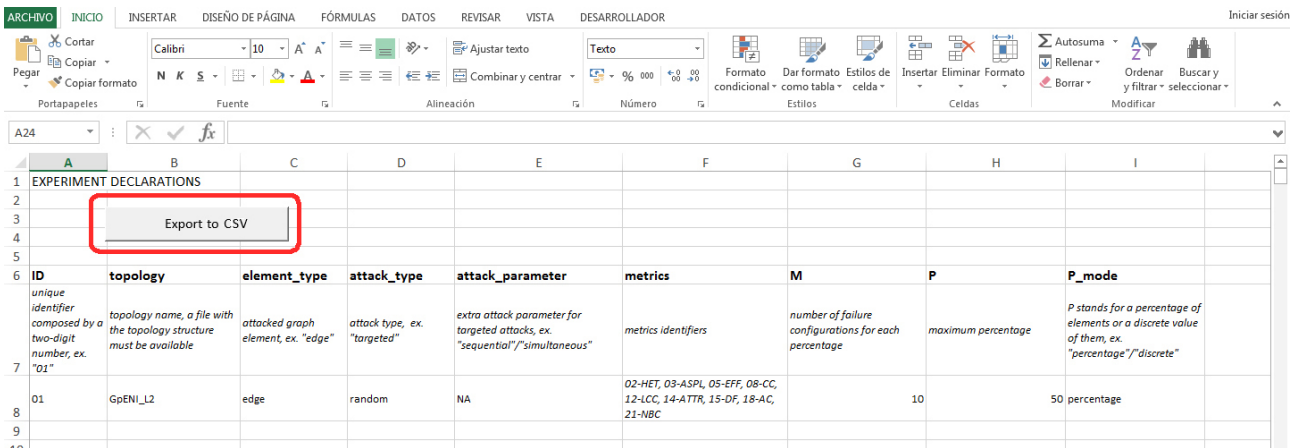 ARCHIVO INICIO INSERTAR DISEÑO DE PÁGINA FÓRMULAS DATOS REVISAR VISTA DESARROLLADOR Iniciar sesión
Pegar
Cortar
Copiar
Copiar formato
Portapapeles
Calibri 10 A A
N K S A
Fuente
Ajustar texto
Combinar y centrar
Alineación
Texto
% 000
Número
Formato
condicional
Dar formato
como tabla
Estilos de
celda
Estilos
Insertar Eliminar Formato
Celdas
Autosuma
Rellenar
Borrar
Ordenar
y filtrar
Buscar y
seleccionar
Modificar
A24 fx
A B C D E F G H I
1 EXPERIMENT DECLARATIONS
2
3
Export to CSV
4
5
6 ID topology element_type attack_type attack_parameter metrics M P P_mode
7
unique
identifier
composed by a
two-digit
number, ex.
"01"
topology name, a file with
the topology structure
must be available
attacked graph
element, ex. "edge"
attack type, ex.
"targeted"
extra attack parameter for
targeted attacks, ex.
"sequential"/"simultaneous"
metrics identifiers
number of failure
configurations for each
percentage
maximum percentage
P stands for a percentage of
elements or a discrete value
of them, ex.
"percentage"/"discrete"
8
01 GpENI_L2 edge random NA
02-HET, 03-ASPL, 05-EFF, 08-CC,
12-LCC, 14-ATTR, 15-DF, 18-AC,
21-NBC
10 50 percentage
9